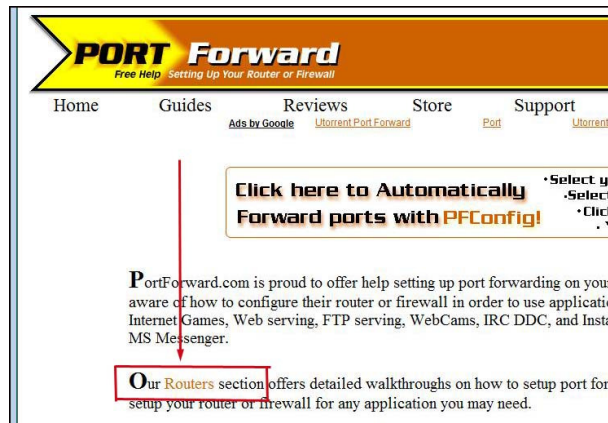 PORT Forward
Free Help Setting Up Your Router or Firewall
Home Guides Reviews Store Support
Ads by Google Utorrent Port Forward Port Utorrent
Click here to Automatically
Forward ports with PFConfig!
•Select
•Select
PortForward.com is proud to offer help setting up port forwarding on
aware of how to configure their router or firewall in order to use
Internet Games, Web serving, FTP serving, WebCams, IRC DDC, and
MS Messenger.
Our Routers section offers detailed walkthroughs on how to setup port
setup your router or firewall for any application you may need.